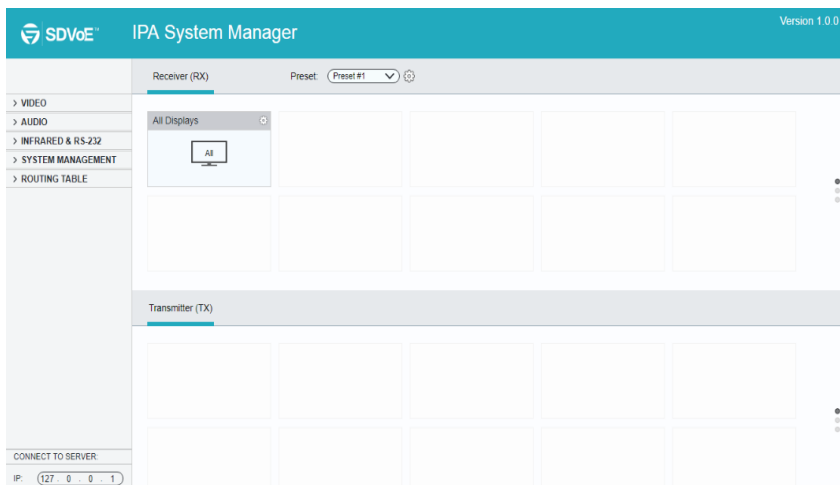 SDVoE™ IPA System Manager Version 1.0.0
Receiver (RX) Preset: Preset #1
> VIDEO
> AUDIO
> INFRARED & RS-232
> SYSTEM MANAGEMENT
> ROUTING TABLE
All Displays
All
Transmitter (TX)
CONNECT TO SERVER:
IP: 127 . 0 . 0 . 1